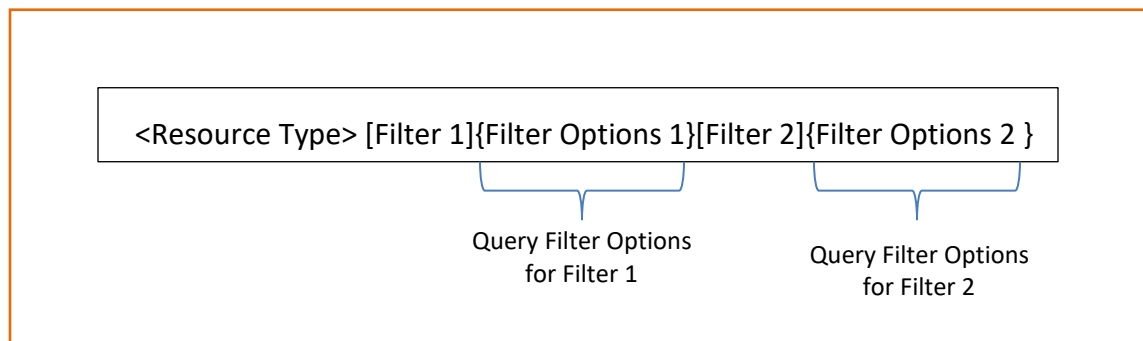 <Resource Type> [Filter 1]{Filter Options 1}[Filter 2]{Filter Options 2 }
Query Filter Options
for Filter 1
Query Filter Options
for Filter 2